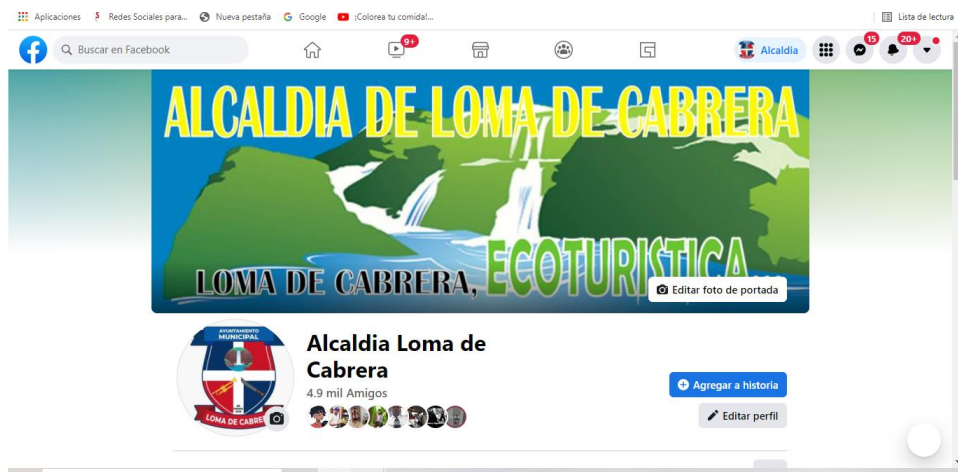 Aplicaciones Redes Sociales para... Nueva pestaña Google ¡Colorea tu comida!... Lista de lectura
Buscar en Facebook 9+ Alcaldia 15 20+
ALCALDIA DE LOMA DE CABRERA
LOMA DE CABRERA, ECOTURISTICA
Editar foto de portada
AYUNTAMIENTO
MUNICIPAL
LOMA DE CABRE
Alcaldia Loma de
Cabrera
4.9 mil Amigos
Agregar a historia
Editar perfil